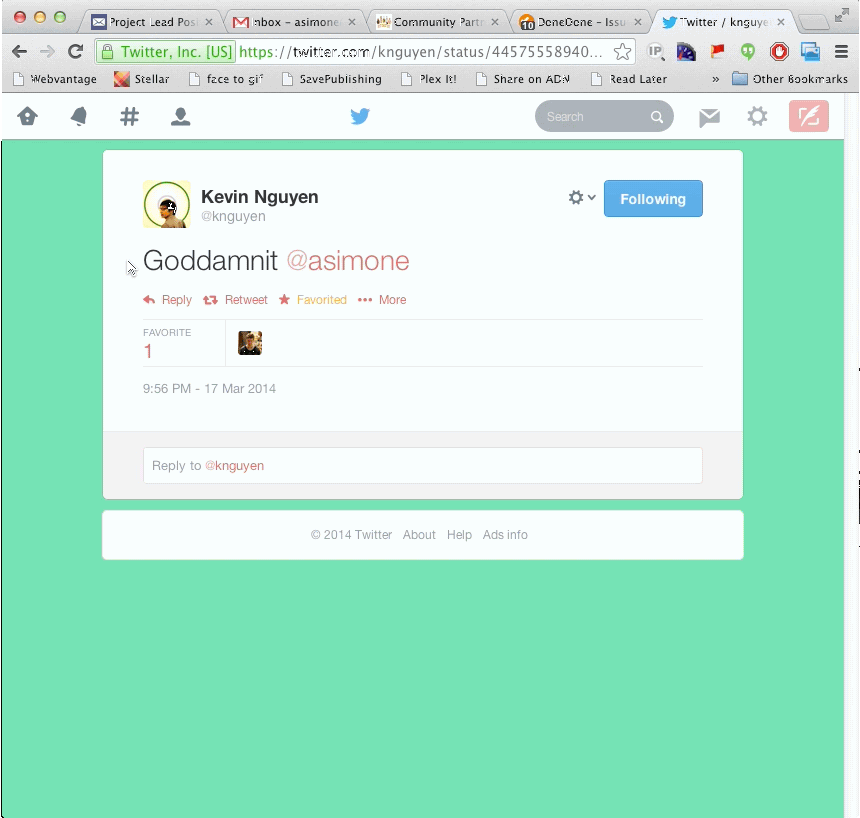 Project Lead Pos
nbox – asimone
Community Partn
DoneDone – Issu
Twitter / knguye
Twitter, Inc. [US] https://twitter.com/knguyen/status/44575558940...
IP
Webvantage
Stellar
face to gif
SavePublishing
Plex It!
Share on ADN
Read Later
»
Other Bookmarks
Search
Kevin Nguyen
@knguyen
Following
Goddamnit @asimone
Reply Retweet Favorited More
FAVORITE
1
9:56 PM - 17 Mar 2014
Reply to @knguyen
© 2014 Twitter About Help Ads info